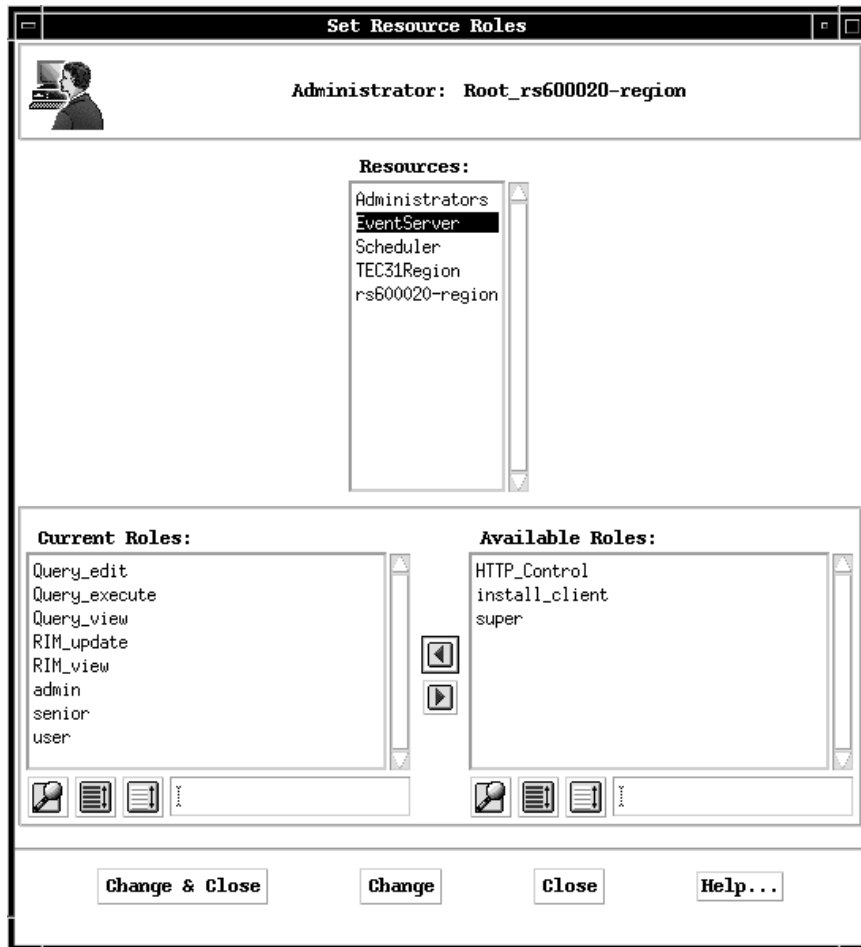 Set Resource Roles
Administrator: Root_rs600020-region
Resources:
Administrators
EventServer
Scheduler
TEC31Region
rs600020-region
Current Roles:
Query_edit
Query_execute
Query_view
RIM_update
RIM_view
admin
senior
user
Available Roles:
HTTP_Control
install_client
super
Change & Close
Change
Close
Help...